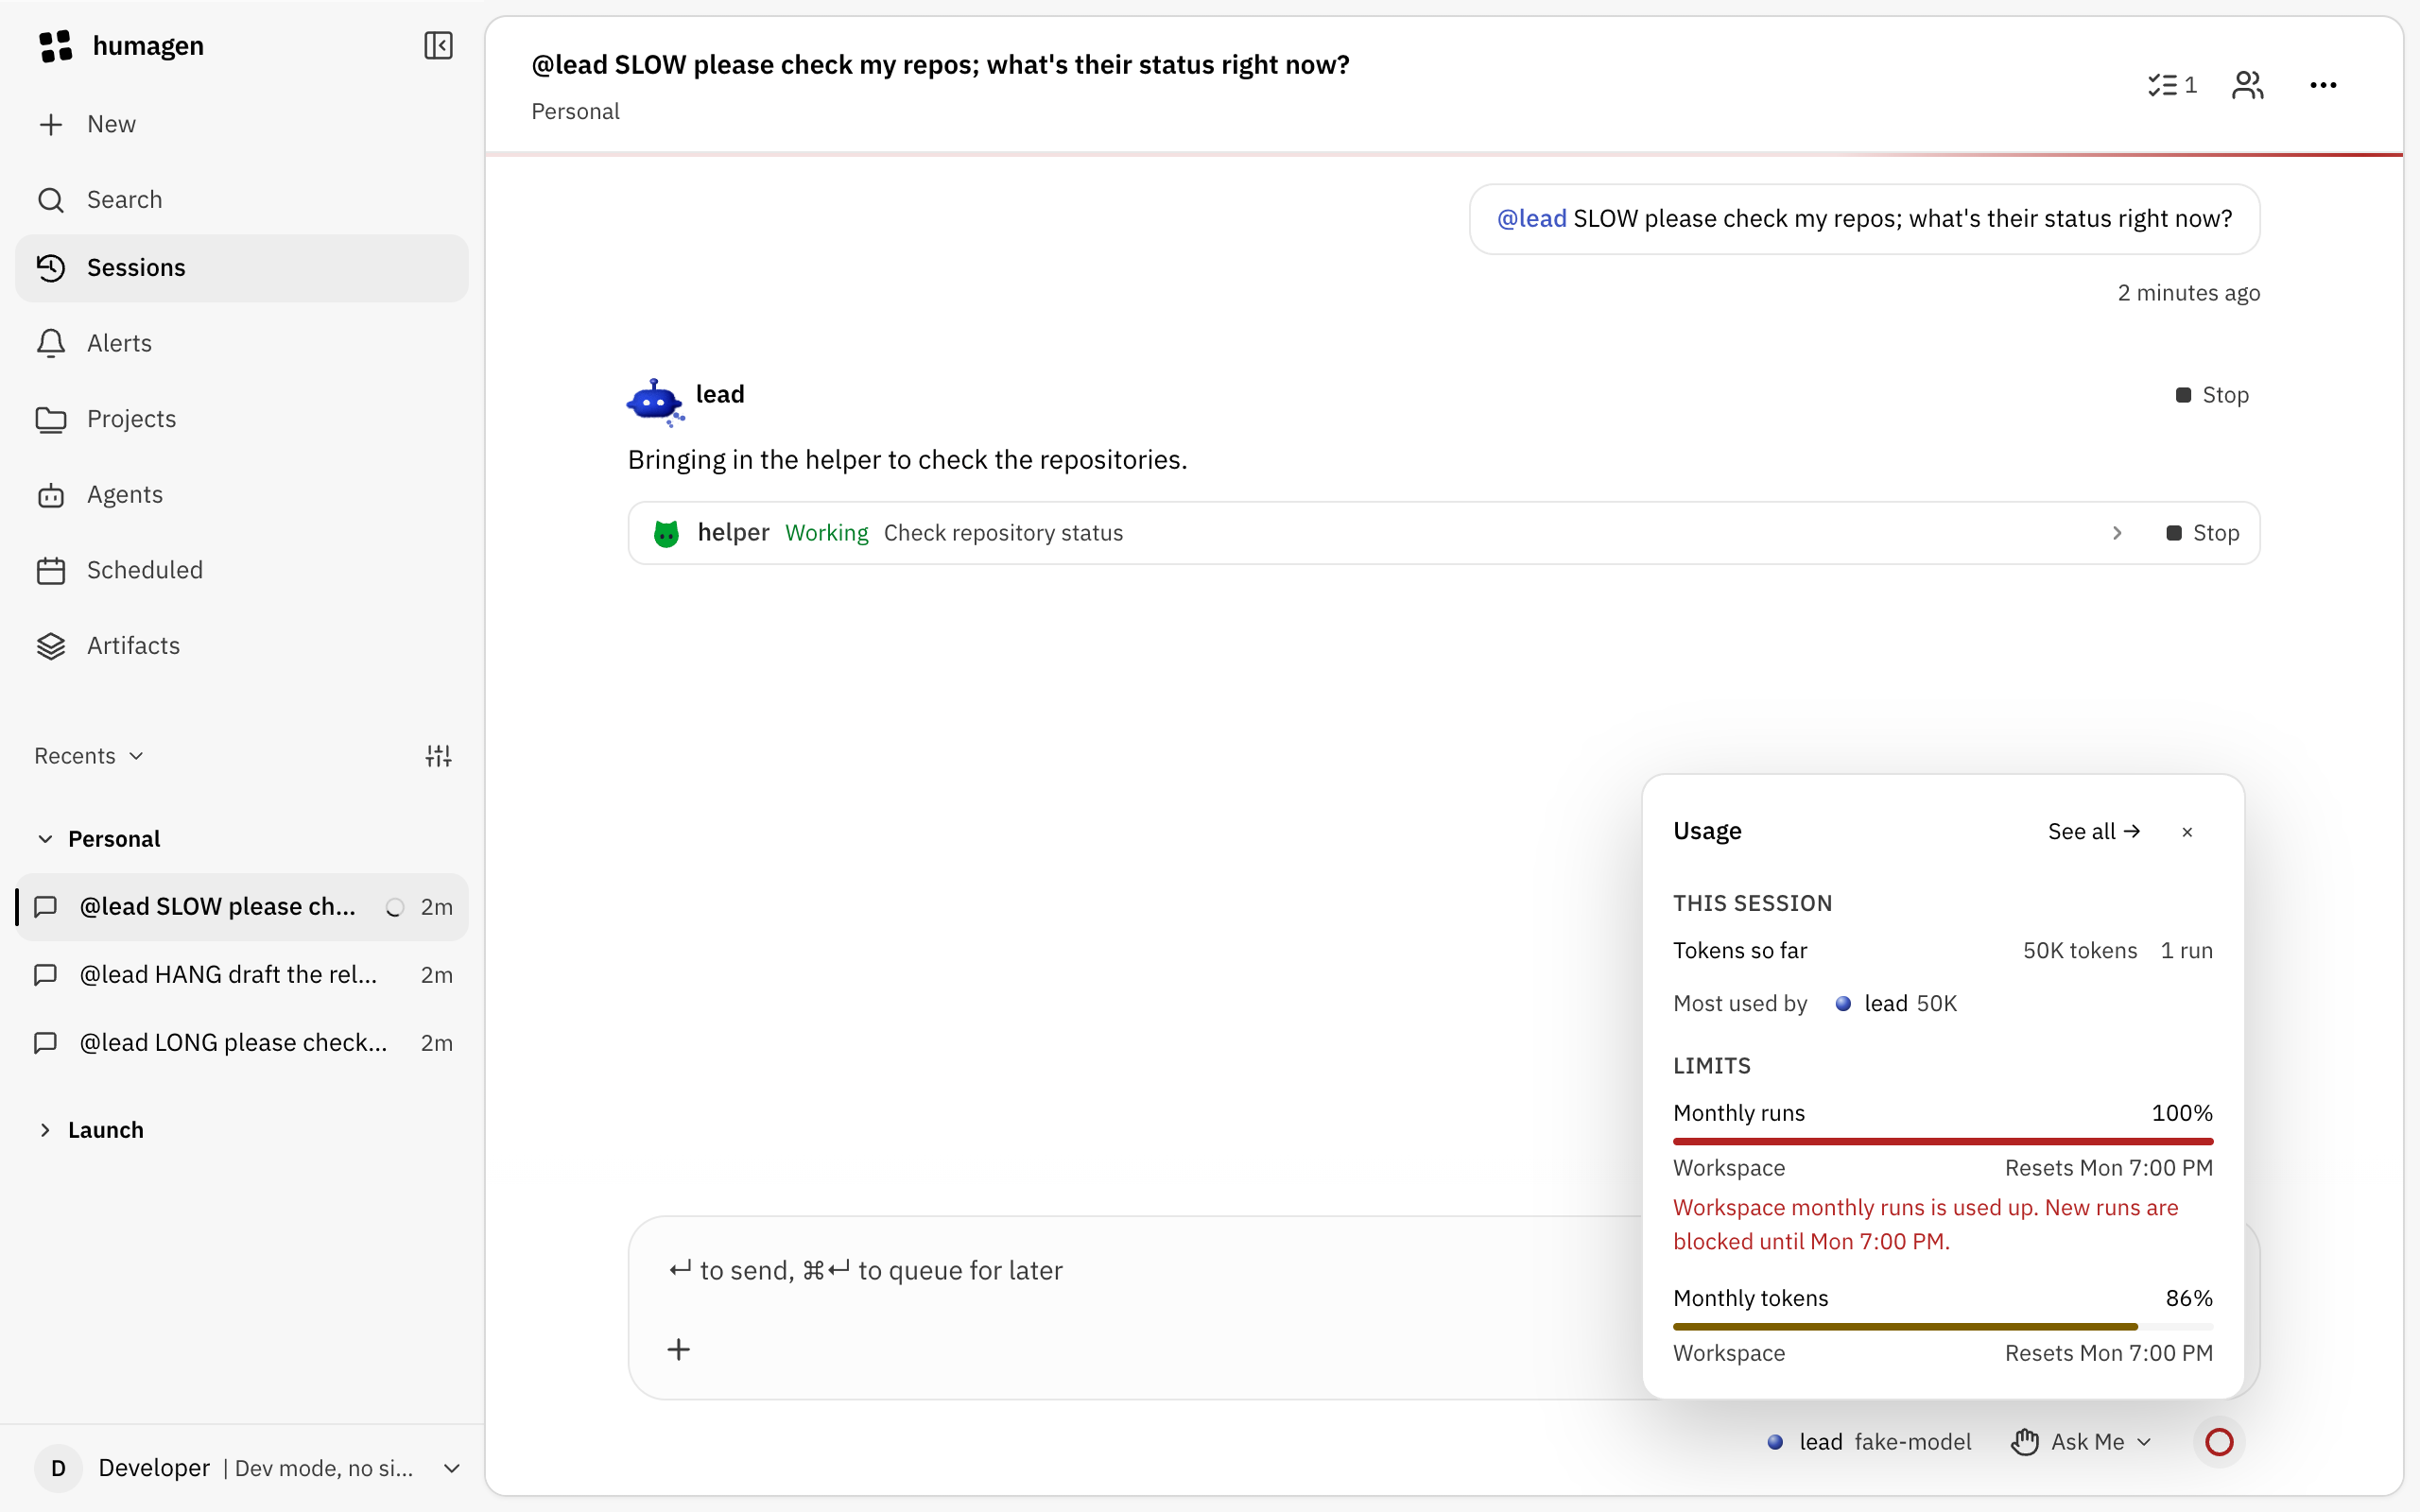 humagen
New
Search
Sessions
Alerts
Projects
Agents
Scheduled
Artifacts
Recents
Personal
@lead SLOW please ch... 2m
@lead HANG draft the rel... 2m
@lead LONG please check... 2m
Launch
D Developer | Dev mode, no si...
@lead SLOW please check my repos; what's their status right now?
Personal
1
@lead SLOW please check my repos; what's their status right now?
2 minutes ago
lead Stop
Bringing in the helper to check the repositories.
helper Working Check repository status Stop
Usage See all → ×
THIS SESSION
Tokens so far 50K tokens 1 run
Most used by lead 50K
LIMITS
Monthly runs 100%
Workspace Resets Mon 7:00 PM
Workspace monthly runs is used up. New runs are
blocked until Mon 7:00 PM.
Monthly tokens 86%
Workspace Resets Mon 7:00 PM
↵ to send, ⌘↵ to queue for later
lead fake-model Ask Me